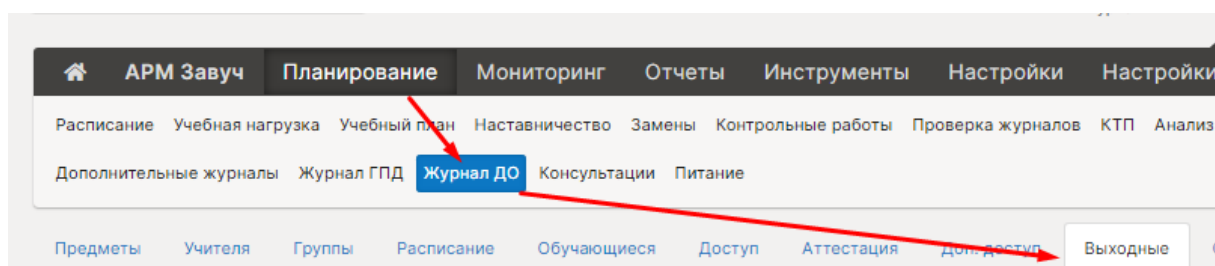 АРМ Завуч Планирование Мониторинг Отчеты Инструменты Настройки Настройки
Расписание Учебная нагрузка Учебный план Наставничество Замены Контрольные работы Проверка журналов КТП Анализ
Дополнительные журналы Журнал ГПД Журнал ДО Консультации Питание
Предметы Учителя Группы Расписание Обучающиеся Доступ Аттестация Доп. доступ Выходные